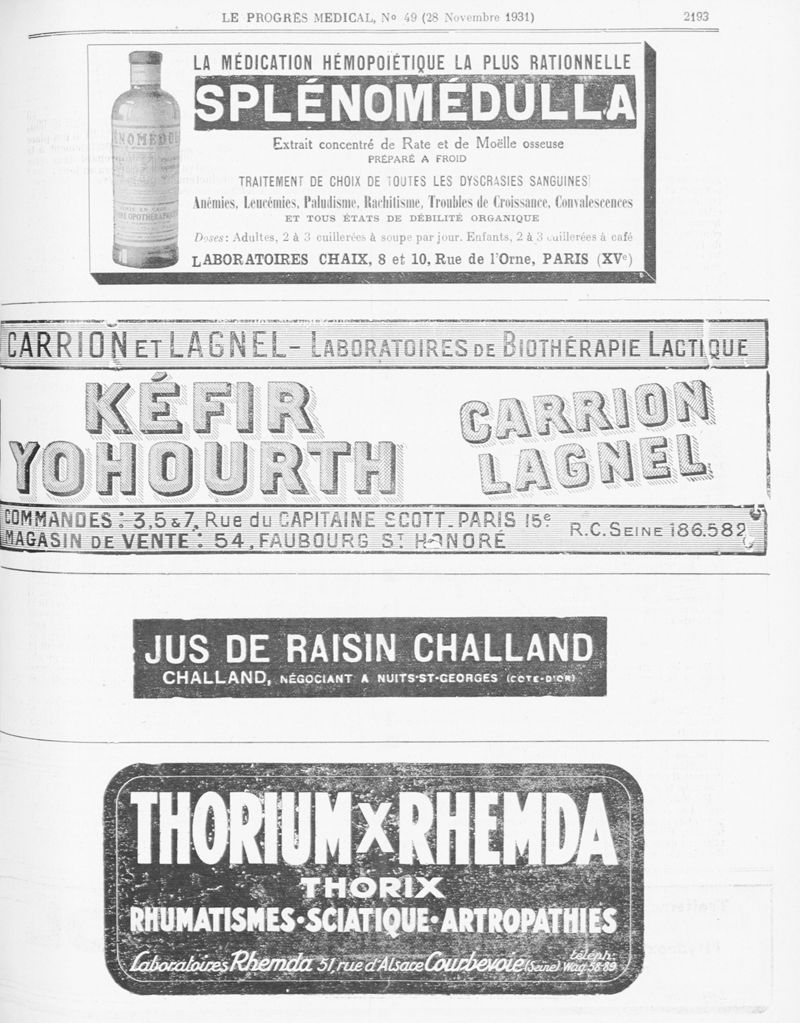 LE PROGRÈS MEDICAL, No 49 (28 Novembre 1931)
2193
LA MÉDICATION HÉMOPOÏÉTIQUE LA PLUS RATIONNELLE
SPLÉNOMÉDULLA
Extrait concentré de Rate et de Moëlle osseuse
PRÉPARÉ A FROID
TRAITEMENT DE CHOIX DE TOUTES LES DYSCRASIES SANGUINES
Anémies, Leucémies, Paludisme, Rachitisme, Troubles de Croissance, Convalescences
ET TOUS ÉTATS DE DÉBILITÉ ORGANIQUE
Doses: Adultes, 2 à 3 cuillerées à soupe par jour. Enfants, 2 à 3 cuillerées à café
LABORATOIRES CHAIX, 8 et 10, Rue de l'Orne, PARIS (XVe)
CARRION ET LAGNEL - LABORATOIRES DE BIOTHÉRAPIE LACTIQUE
KÉFIR
YOHOURTH
CARRION
LAGNEL
COMMANDES: 3,5 & 7, Rue du CAPITAINE SCOTT_PARIS 15e
MAGASIN DE VENTE: 54, FAUBOURG ST HONORÉ
R.C. SEINE 186.582
JUS DE RAISIN CHALLAND
CHALLAND, NÉGOCIANT A NUITS-ST-GEORGES (COTE-D'OR)
THORIUM X RHEMDA
THORIX
RHUMATISMES·SCIATIQUE·ARTROPATHIES
Laboratoires Rhemda 51, rue d'Alsace Courbevoie (Seine) téléph: Wag 58-89